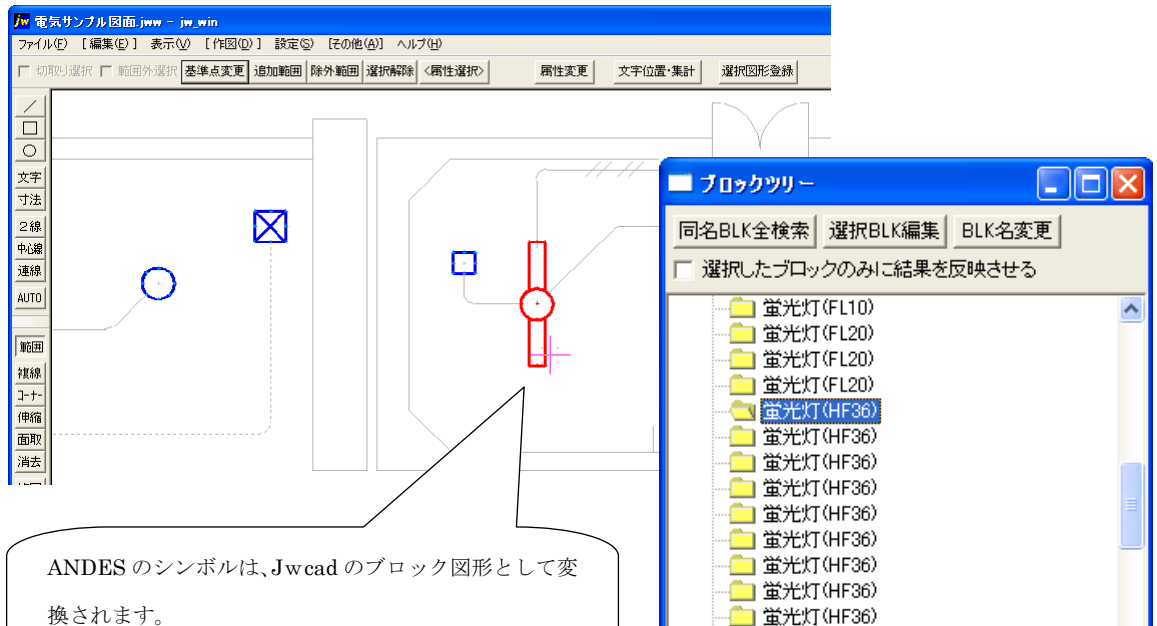 電気サンプル図面.jww - jw_win
ファイル(F) [編集(E)] 表示(V) [作図(D)] 設定(S) [その他(A)] ヘルプ(H)
切取り選択 範囲外選択 基準点変更 追加範囲 除外範囲 選択解除 <属性選択> 属性変更 文字位置・集計 選択図形登録
文字
寸法
2線
中心線
連線
AUTO
範囲
複線
コーナー
伸縮
面取
消去
ブロックツリー
同名BLK全検索 選択BLK編集 BLK名変更
選択したブロックのみに結果を反映させる
蛍光灯(FL10)
蛍光灯(FL20)
蛍光灯(FL20)
蛍光灯(FL20)
蛍光灯(HF36)
蛍光灯(HF36)
蛍光灯(HF36)
蛍光灯(HF36)
蛍光灯(HF36)
蛍光灯(HF36)
蛍光灯(HF36)
蛍光灯(HF36)
蛍光灯(HF36)
ANDES のシンボルは、Jwcad のブロック図形として変
換されます。